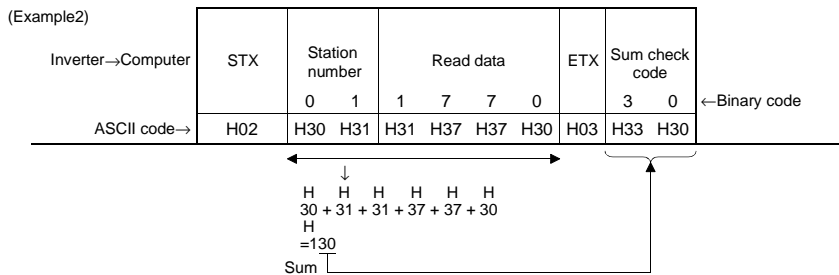 (Example2)
Inverter→Computer STX Station number Read data ETX Sum check code
0 1 1 7 7 0 3 0 ←Binary code
ASCII code→ H02 H30 H31 H31 H37 H37 H30 H03 H33 H30
↓
H H H H H H
30 + 31 + 31 + 37 + 37 + 30
H
=130
Sum